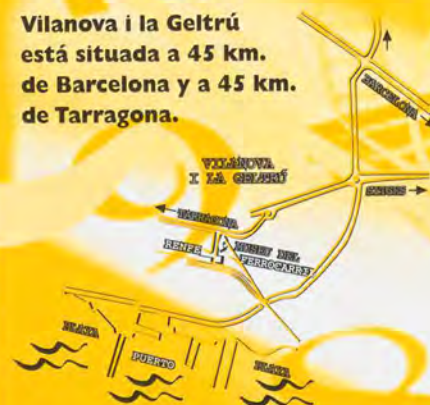 Vilanova i la Geltrú
está situada a 45 km.
de Barcelona y a 45 km.
de Tarragona.
BARCELONA
VILANOVA
I LA GELTRÚ
SITGES
TARRAGONA
RENFE
MUSEU DEL
FERROCARRIL
PLAYA
PUERTO
PLAYA